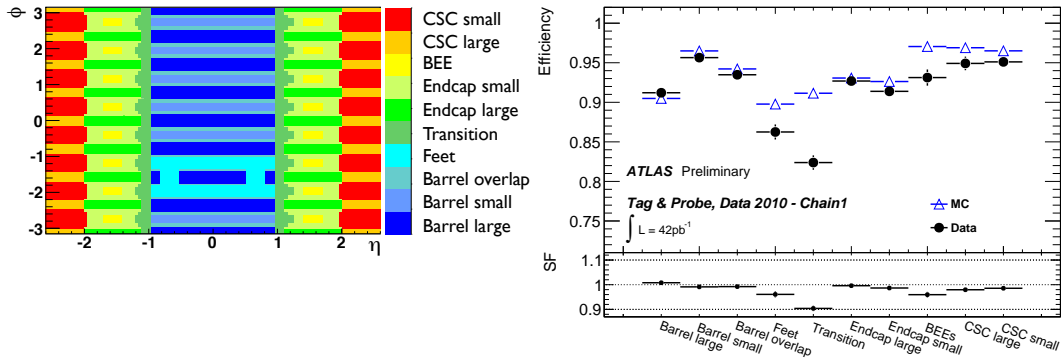 ϕ
3
2
1
0
-1
-2
-3
-2
-1
0
1
2
η
CSC small
CSC large
BEE
Endcap small
Endcap large
Transition
Feet
Barrel overlap
Barrel small
Barrel large
Efficiency
1
0.95
0.9
0.85
0.8
0.75
ATLAS Preliminary
Tag & Probe, Data 2010 - Chain1
∫ L = 42pb⁻¹
MC
Data
SF
1.1
1
0.9
Barrel large
Barrel small
Barrel overlap
Feet
Transition
Endcap large
Endcap small
BEEs
CSC large
CSC small